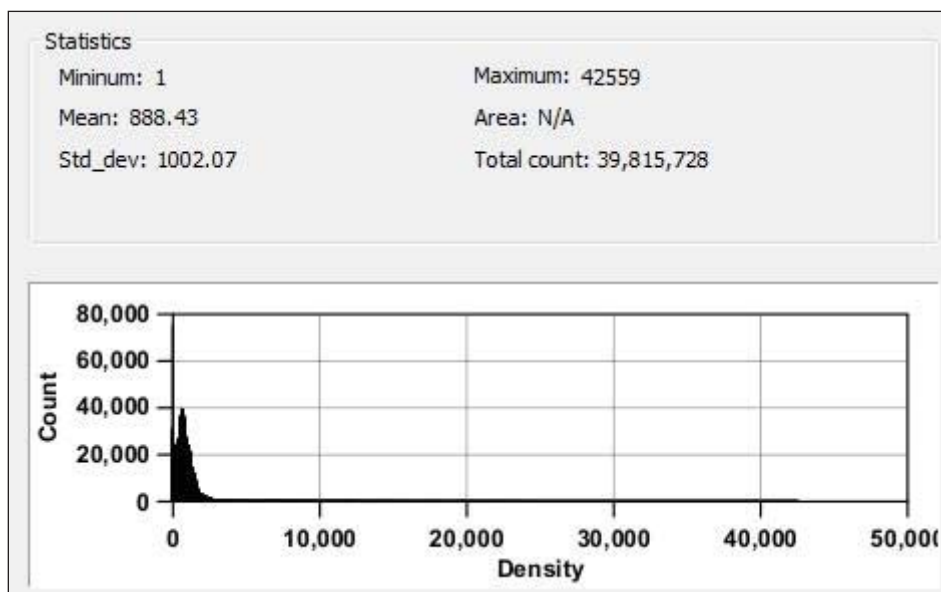 Statistics
Mininum: 1
Maximum: 42559
Mean: 888.43
Area: N/A
Std_dev: 1002.07
Total count: 39,815,728
80,000
60,000
40,000
20,000
0
Count
0 10,000 20,000 30,000 40,000 50,000
Density